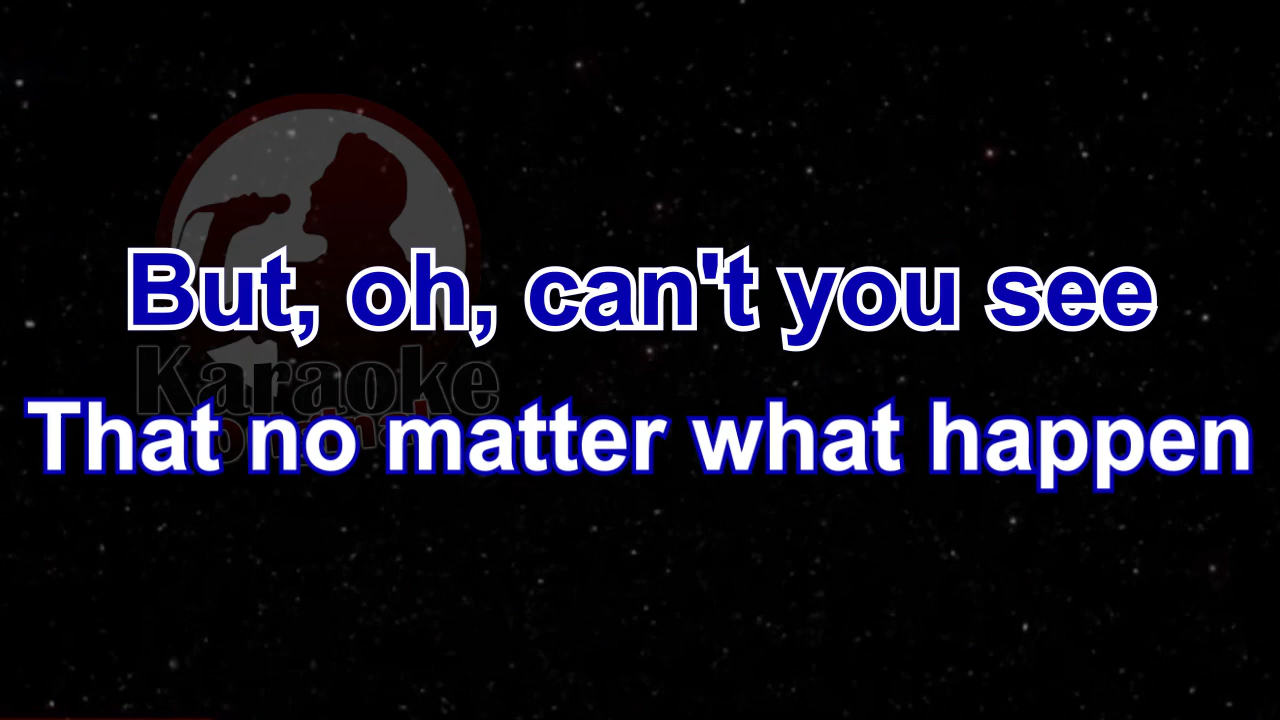 But, oh, can't you see
Karaoke
That no matter what happen